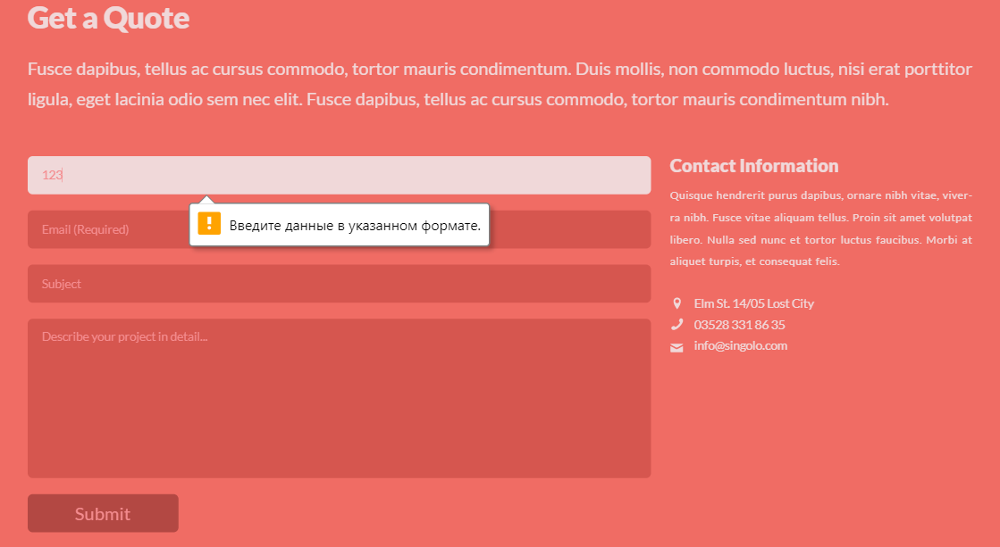 Get a Quote
Fusce dapibus, tellus ac cursus commodo, tortor mauris condimentum. Duis mollis, non commodo luctus, nisi erat porttitor
ligula, eget lacinia odio sem nec elit. Fusce dapibus, tellus ac cursus commodo, tortor mauris condimentum nibh.
123
Введите данные в указанном формате.
Email (Required)
Subject
Describe your project in detail...
Submit
Contact Information
Quisque hendrerit purus dapibus, ornare nibh vitae, viver-
ra nibh. Fusce vitae aliquam tellus. Proin sit amet volutpat
libero. Nulla sed nunc et tortor luctus faucibus. Morbi at
aliquet turpis, et consequat felis.
Elm St. 14/05 Lost City
03528 331 86 35
info@singolo.com